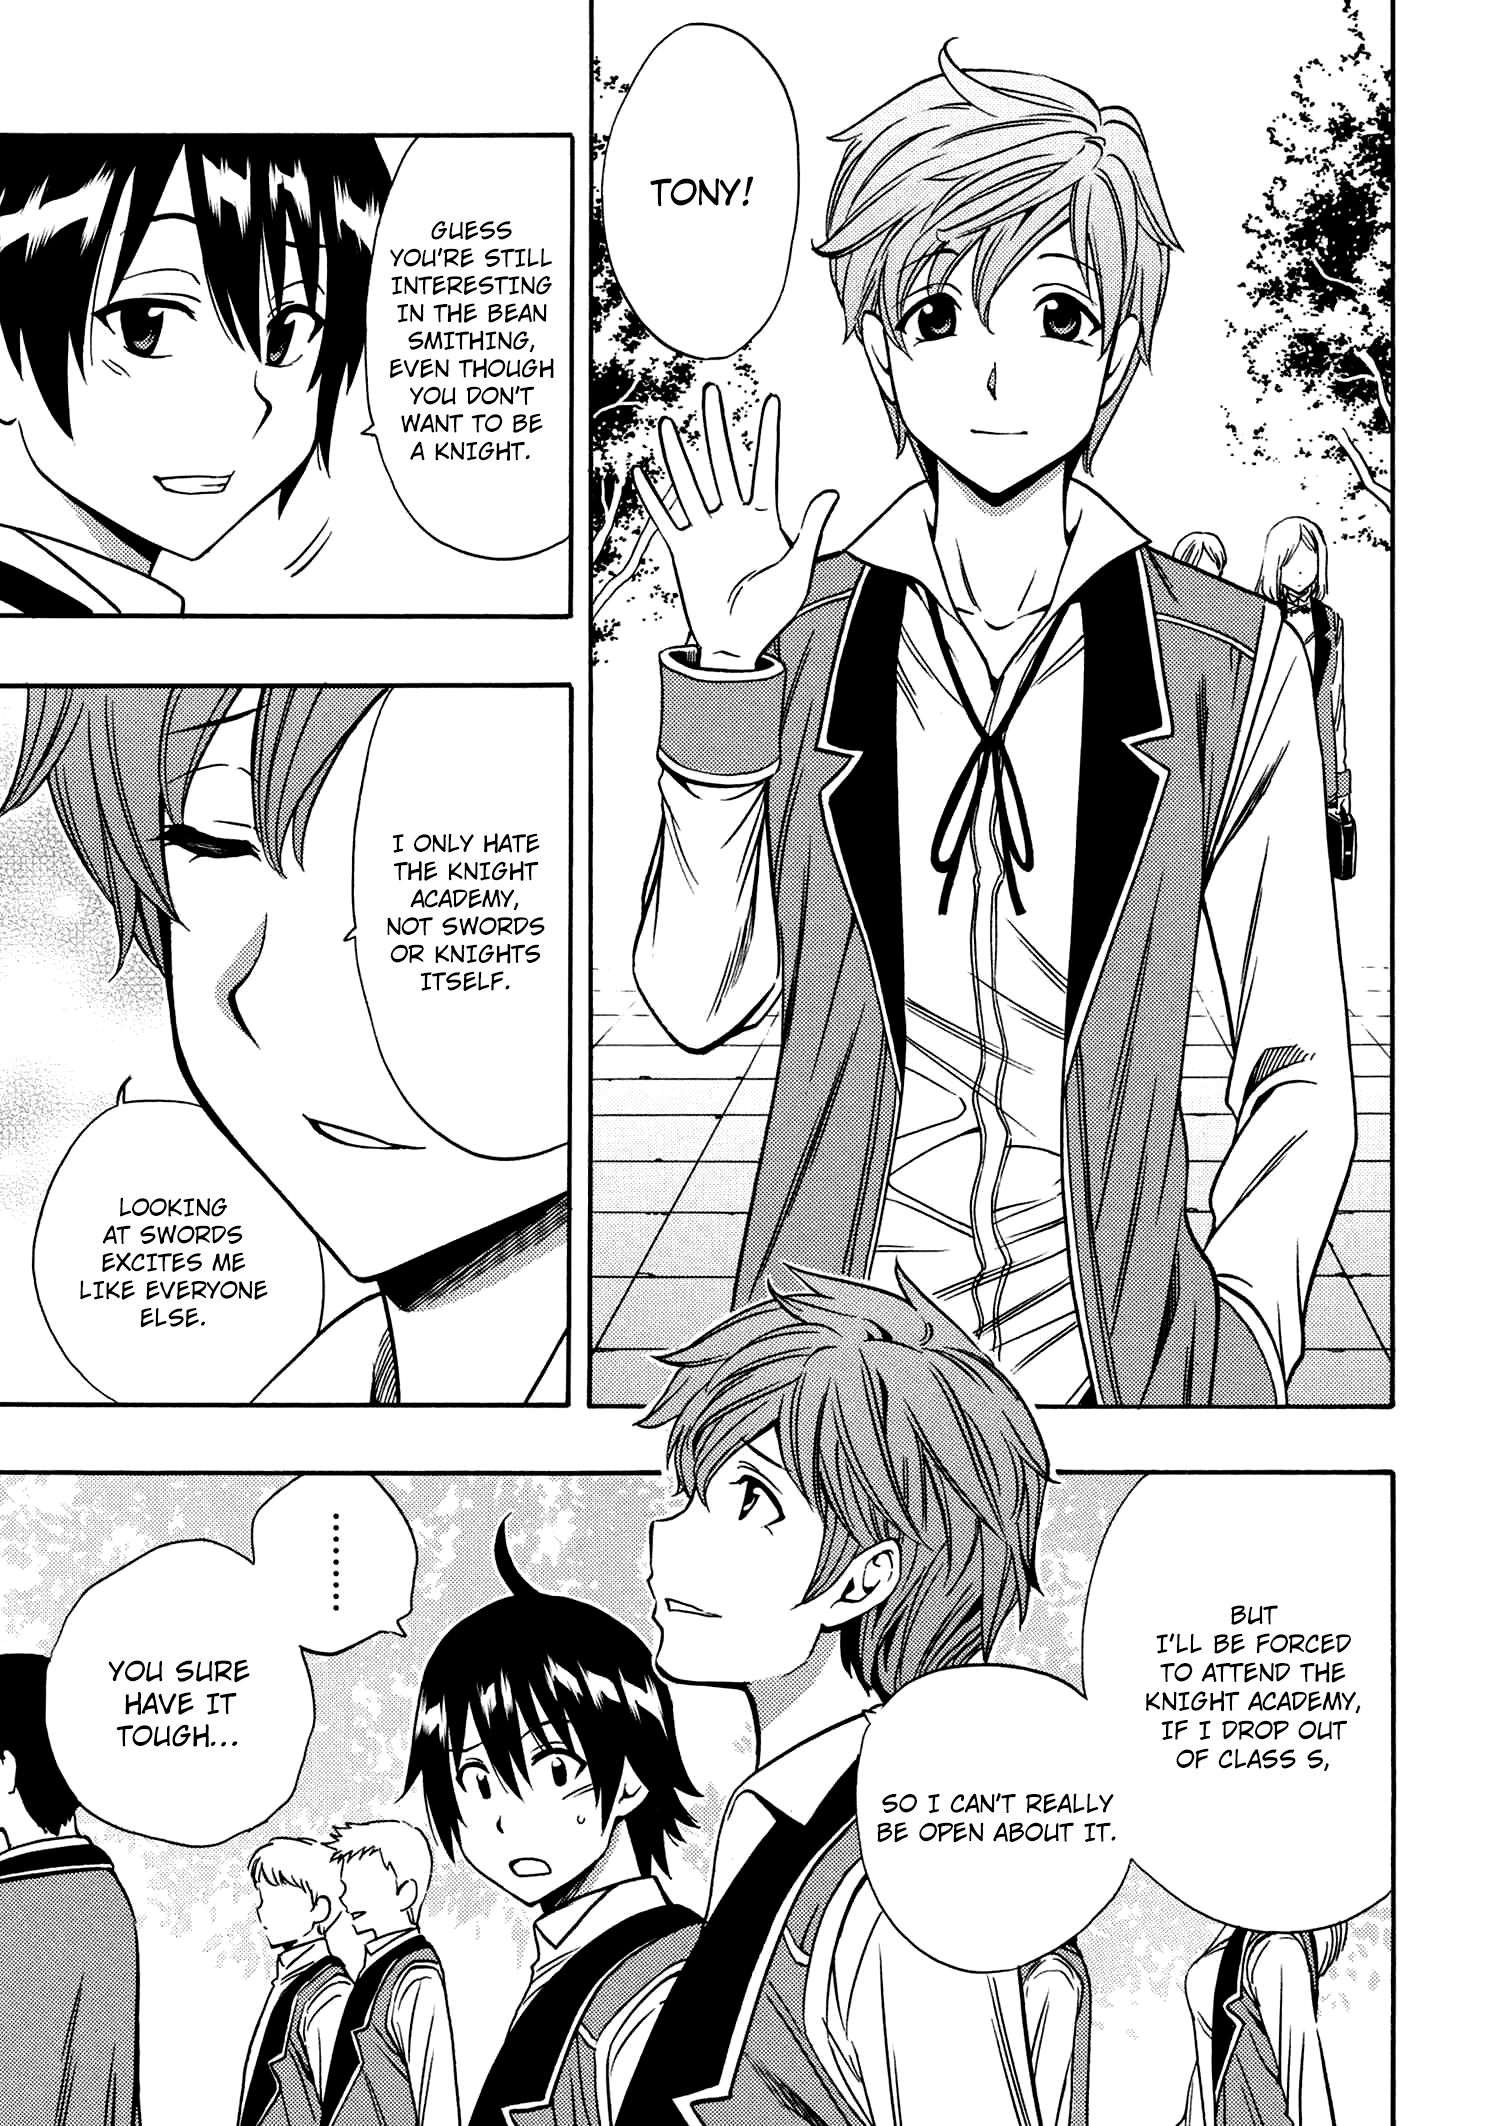 TONY!
GUESS
YOU'RE STILL
INTERESTING
IN THE BEAN
SMITHING,
EVEN THOUGH
YOU DON'T
WANT TO BE
A KNIGHT.
I ONLY HATE
THE KNIGHT
ACADEMY,
NOT SWORDS
OR KNIGHTS
ITSELF.
LOOKING
AT SWORDS
EXCITES ME
LIKE EVERYONE
ELSE.
BUT
I'LL BE FORCED
TO ATTEND THE
KNIGHT ACADEMY,
IF I DROP OUT
OF CLASS S,
SO I CAN'T REALLY
BE OPEN ABOUT IT.
.........
YOU SURE
HAVE IT
TOUGH...